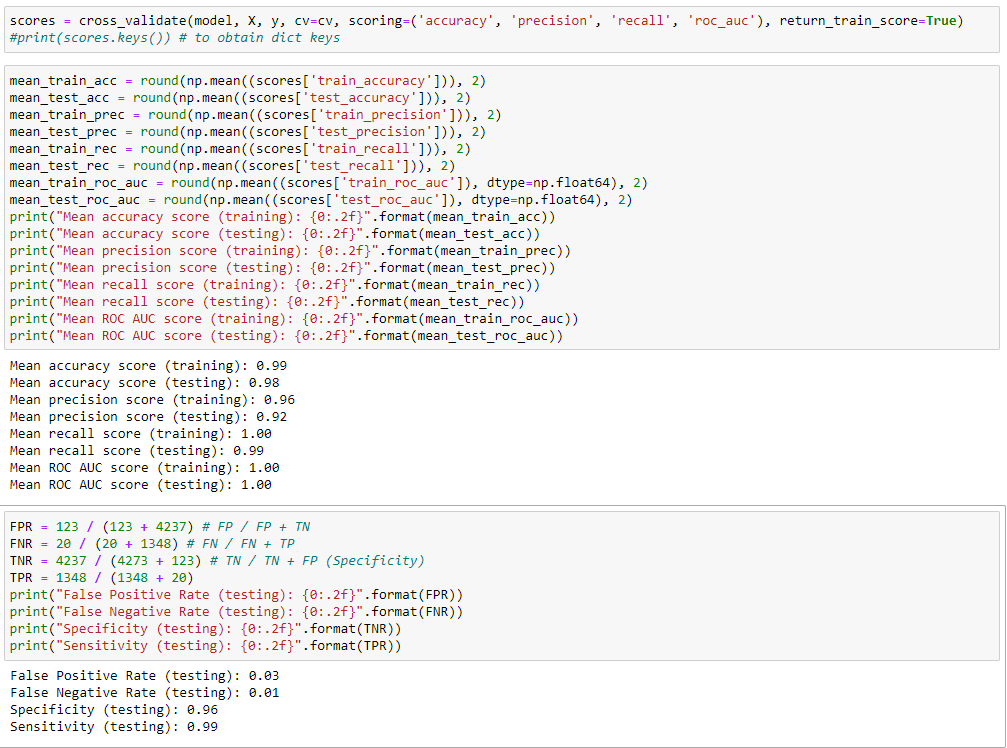 scores = cross_validate(model, X, y, cv=cv, scoring=('accuracy', 'precision', 'recall', 'roc_auc'), return_train_score=True)
#print(scores.keys()) # to obtain dict keys
mean_train_acc = round(np.mean((scores['train_accuracy'])), 2)
mean_test_acc = round(np.mean((scores['test_accuracy'])), 2)
mean_train_prec = round(np.mean((scores['train_precision'])), 2)
mean_test_prec = round(np.mean((scores['test_precision'])), 2)
mean_train_rec = round(np.mean((scores['train_recall'])), 2)
mean_test_rec = round(np.mean((scores['test_recall'])), 2)
mean_train_roc_auc = round(np.mean((scores['train_roc_auc']), dtype=np.float64), 2)
mean_test_roc_auc = round(np.mean((scores['test_roc_auc']), dtype=np.float64), 2)
print("Mean accuracy score (training): {0:.2f}".format(mean_train_acc))
print("Mean accuracy score (testing): {0:.2f}".format(mean_test_acc))
print("Mean precision score (training): {0:.2f}".format(mean_train_prec))
print("Mean precision score (testing): {0:.2f}".format(mean_test_prec))
print("Mean recall score (training): {0:.2f}".format(mean_train_rec))
print("Mean recall score (testing): {0:.2f}".format(mean_test_rec))
print("Mean ROC AUC score (training): {0:.2f}".format(mean_train_roc_auc))
print("Mean ROC AUC score (testing): {0:.2f}".format(mean_test_roc_auc))
Mean accuracy score (training): 0.99
Mean accuracy score (testing): 0.98
Mean precision score (training): 0.96
Mean precision score (testing): 0.92
Mean recall score (training): 1.00
Mean recall score (testing): 0.99
Mean ROC AUC score (training): 1.00
Mean ROC AUC score (testing): 1.00
FPR = 123 / (123 + 4237) # FP / FP + TN
FNR = 20 / (20 + 1348) # FN / FN + TP
TNR = 4237 / (4273 + 123) # TN / TN + FP (Specificity)
TPR = 1348 / (1348 + 20)
print("False Positive Rate (testing): {0:.2f}".format(FPR))
print("False Negative Rate (testing): {0:.2f}".format(FNR))
print("Specificity (testing): {0:.2f}".format(TNR))
print("Sensitivity (testing): {0:.2f}".format(TPR))
False Positive Rate (testing): 0.03
False Negative Rate (testing): 0.01
Specificity (testing): 0.96
Sensitivity (testing): 0.99